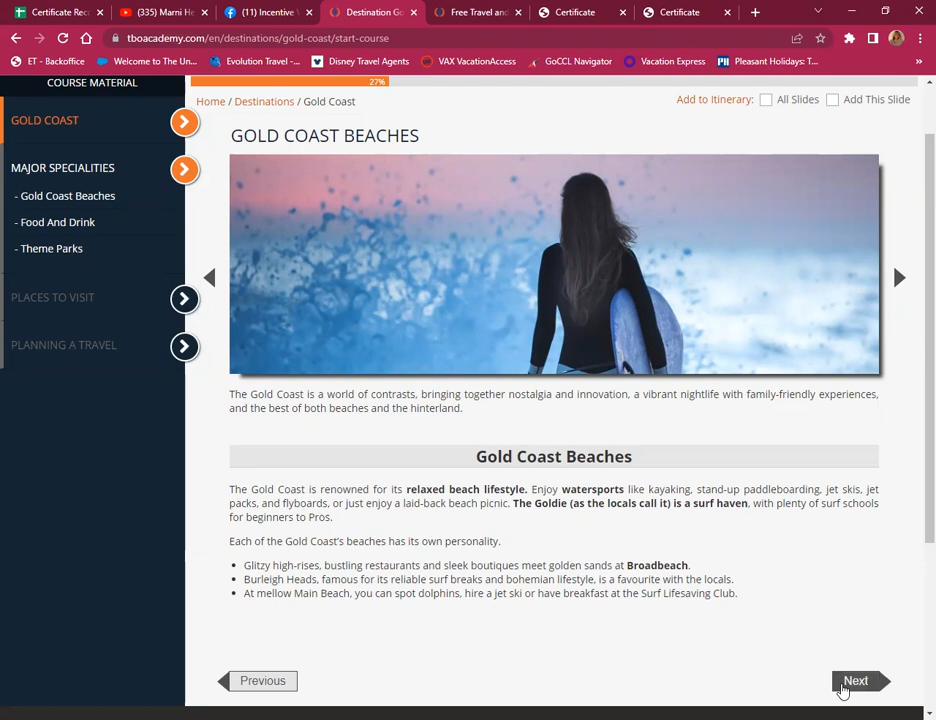 Certificate Reco
(335) Marni He
(11) Incentive V
Destination Go
Free Travel and
Certificate
Certificate
tboacademy.com/en/destinations/gold-coast/start-course
ET - Backoffice
Welcome to The Un...
Evolution Travel -...
Disney Travel Agents
VAX VacationAccess
GoCCL Navigator
Vacation Express
Pleasant Holidays: T...
»
COURSE MATERIAL
27%
Home / Destinations / Gold Coast
Add to Itinerary: All Slides Add This Slide
GOLD COAST
MAJOR SPECIALITIES
- Gold Coast Beaches
- Food And Drink
- Theme Parks
PLACES TO VISIT
PLANNING A TRAVEL
GOLD COAST BEACHES
The Gold Coast is a world of contrasts, bringing together nostalgia and innovation, a vibrant nightlife with family-friendly experiences,
and the best of both beaches and the hinterland.
Gold Coast Beaches
The Gold Coast is renowned for its relaxed beach lifestyle. Enjoy watersports like kayaking, stand-up paddleboarding, jet skis, jet
packs, and flyboards, or just enjoy a laid-back beach picnic. The Goldie (as the locals call it) is a surf haven, with plenty of surf schools
for beginners to Pros.
Each of the Gold Coast's beaches has its own personality.
• Glitzy high-rises, bustling restaurants and sleek boutiques meet golden sands at Broadbeach.
• Burleigh Heads, famous for its reliable surf breaks and bohemian lifestyle, is a favourite with the locals.
• At mellow Main Beach, you can spot dolphins, hire a jet ski or have breakfast at the Surf Lifesaving Club.
Previous
Next